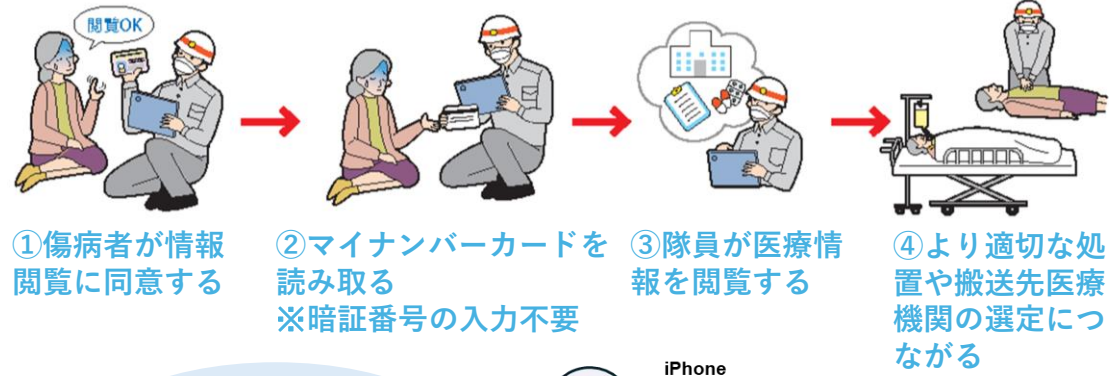 閲覧OK
①傷病者が情報
閲覧に同意する
②マイナンバーカードを
読み取る
※暗証番号の入力不要
③隊員が医療情
報を閲覧する
④より適切な処
置や搬送先医療
機関の選定につ
ながる
iPhone